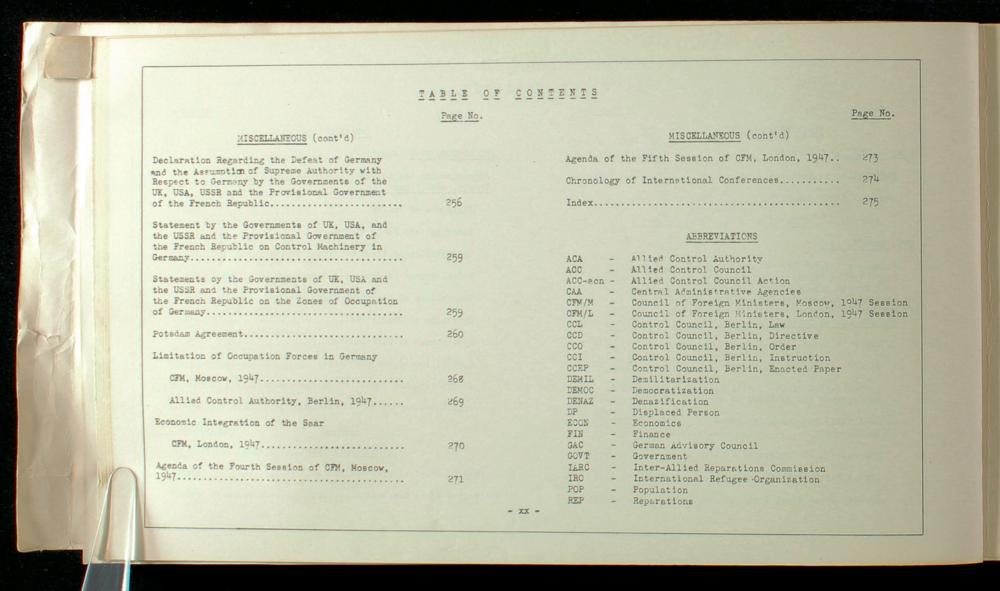 TABLE OF CONTENTS
Page No.
MISCELLANEOUS (cont'd)
Declaration Regarding the Defeat of Germany
and the Assumption of Supreme Authority with
Respect to Germany by the Governments of the
UK, USA, USSR and the Provisional Government
of the French Republic........................ 256
Statement by the Governments of UK, USA, and
the USSR and the Provisional Government of
the French Republic on Control Machinery in
Germany....................................... 259
Statements by the Governments of UK, USA and
the USSR and the Provisional Government of
the French Republic on the Zones of Occupation
of Germany.................................... 259
Potsdam Agreement............................. 260
Limitation of Occupation Forces in Germany
CFM, Moscow, 1947.......................... 268
Allied Control Authority, Berlin, 1947...... 269
Economic Integration of the Saar
CFM, London, 1947.......................... 270
Agenda of the Fourth Session of CFM, Moscow,
1947.......................................... 271
Page No.
MISCELLANEOUS (cont'd)
Agenda of the Fifth Session of CFM, London, 1947.. 273
Chronology of International Conferences........... 274
Index............................................. 275
ABBREVIATIONS
ACA - Allied Control Authority
ACC - Allied Control Council
ACC-acn - Allied Control Council Action
CAA - Central Administrative Agencies
CFM/M - Council of Foreign Ministers, Moscow, 1947 Session
CFM/L - Council of Foreign Ministers, London, 1947 Session
CCL - Control Council, Berlin, Law
CCD - Control Council, Berlin, Directive
CCO - Control Council, Berlin, Order
CCI - Control Council, Berlin, Instruction
CCEP - Control Council, Berlin, Enacted Paper
DEMIL - Demilitarization
DEMOC - Democratization
DENAZ - Denazification
DP - Displaced Person
ECON - Economics
FIN - Finance
GAC - German Advisory Council
GOVT - Government
IARC - Inter-Allied Reparations Commission
IRO - International Refugee Organization
POP - Population
REP - Reparations
- xx -